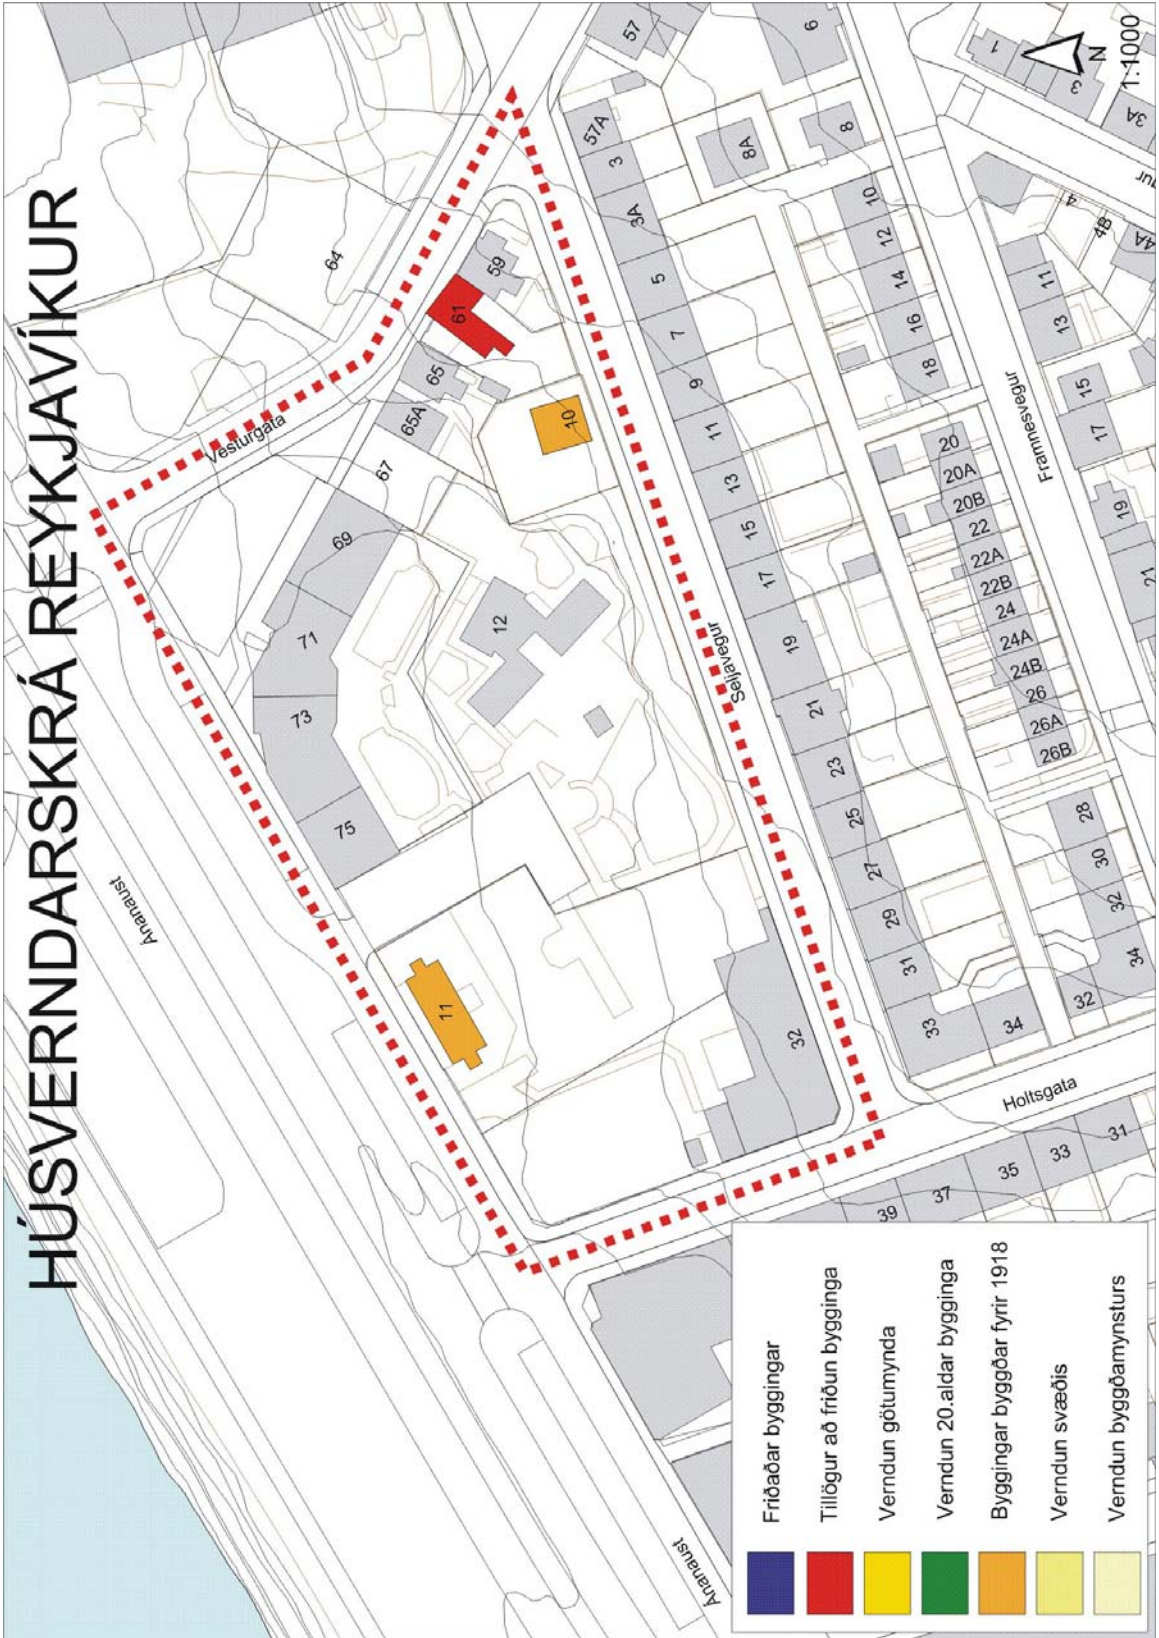 HÚSVERNDARSKRÁ REYKJAVÍKUR
1:1000
N
Friðaðar byggingar
Tillögur að friðun bygginga
Verndun götumynda
Verndun 20.aldar bygginga
Byggingar byggðar fyrir 1918
Verndun svæðis
Verndun byggðamynsturs
Ánanaust
Ánanaust
Vesturgata
Seljavegur
Holtsgata
Framnesvegur
ur
64
59
61
65
65A
67
69
71
73
75
10
12
11
32
57
57A
3
3A
5
7
9
11
13
15
17
19
21
23
25
27
29
31
33
34
6
8A
8
10
12
14
16
18
20
20A
20B
22
22A
22B
24
24A
24B
26
26A
26B
28
30
32
34
32
1
3
3A
4
4B
4A
11
13
15
17
19
21
39
37
35
33
31